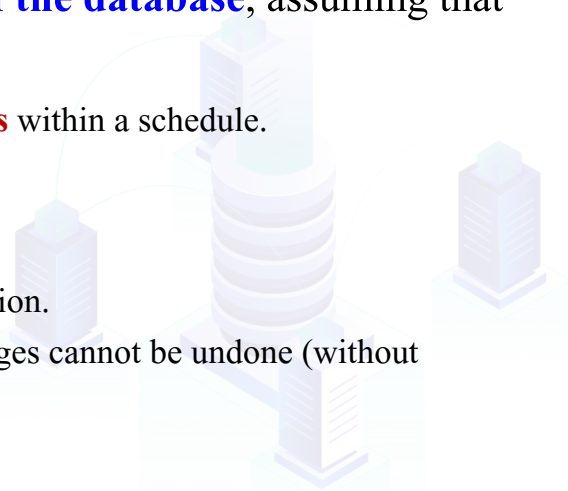 the database, assuming that
s within a schedule.
ion.
ges cannot be undone (without